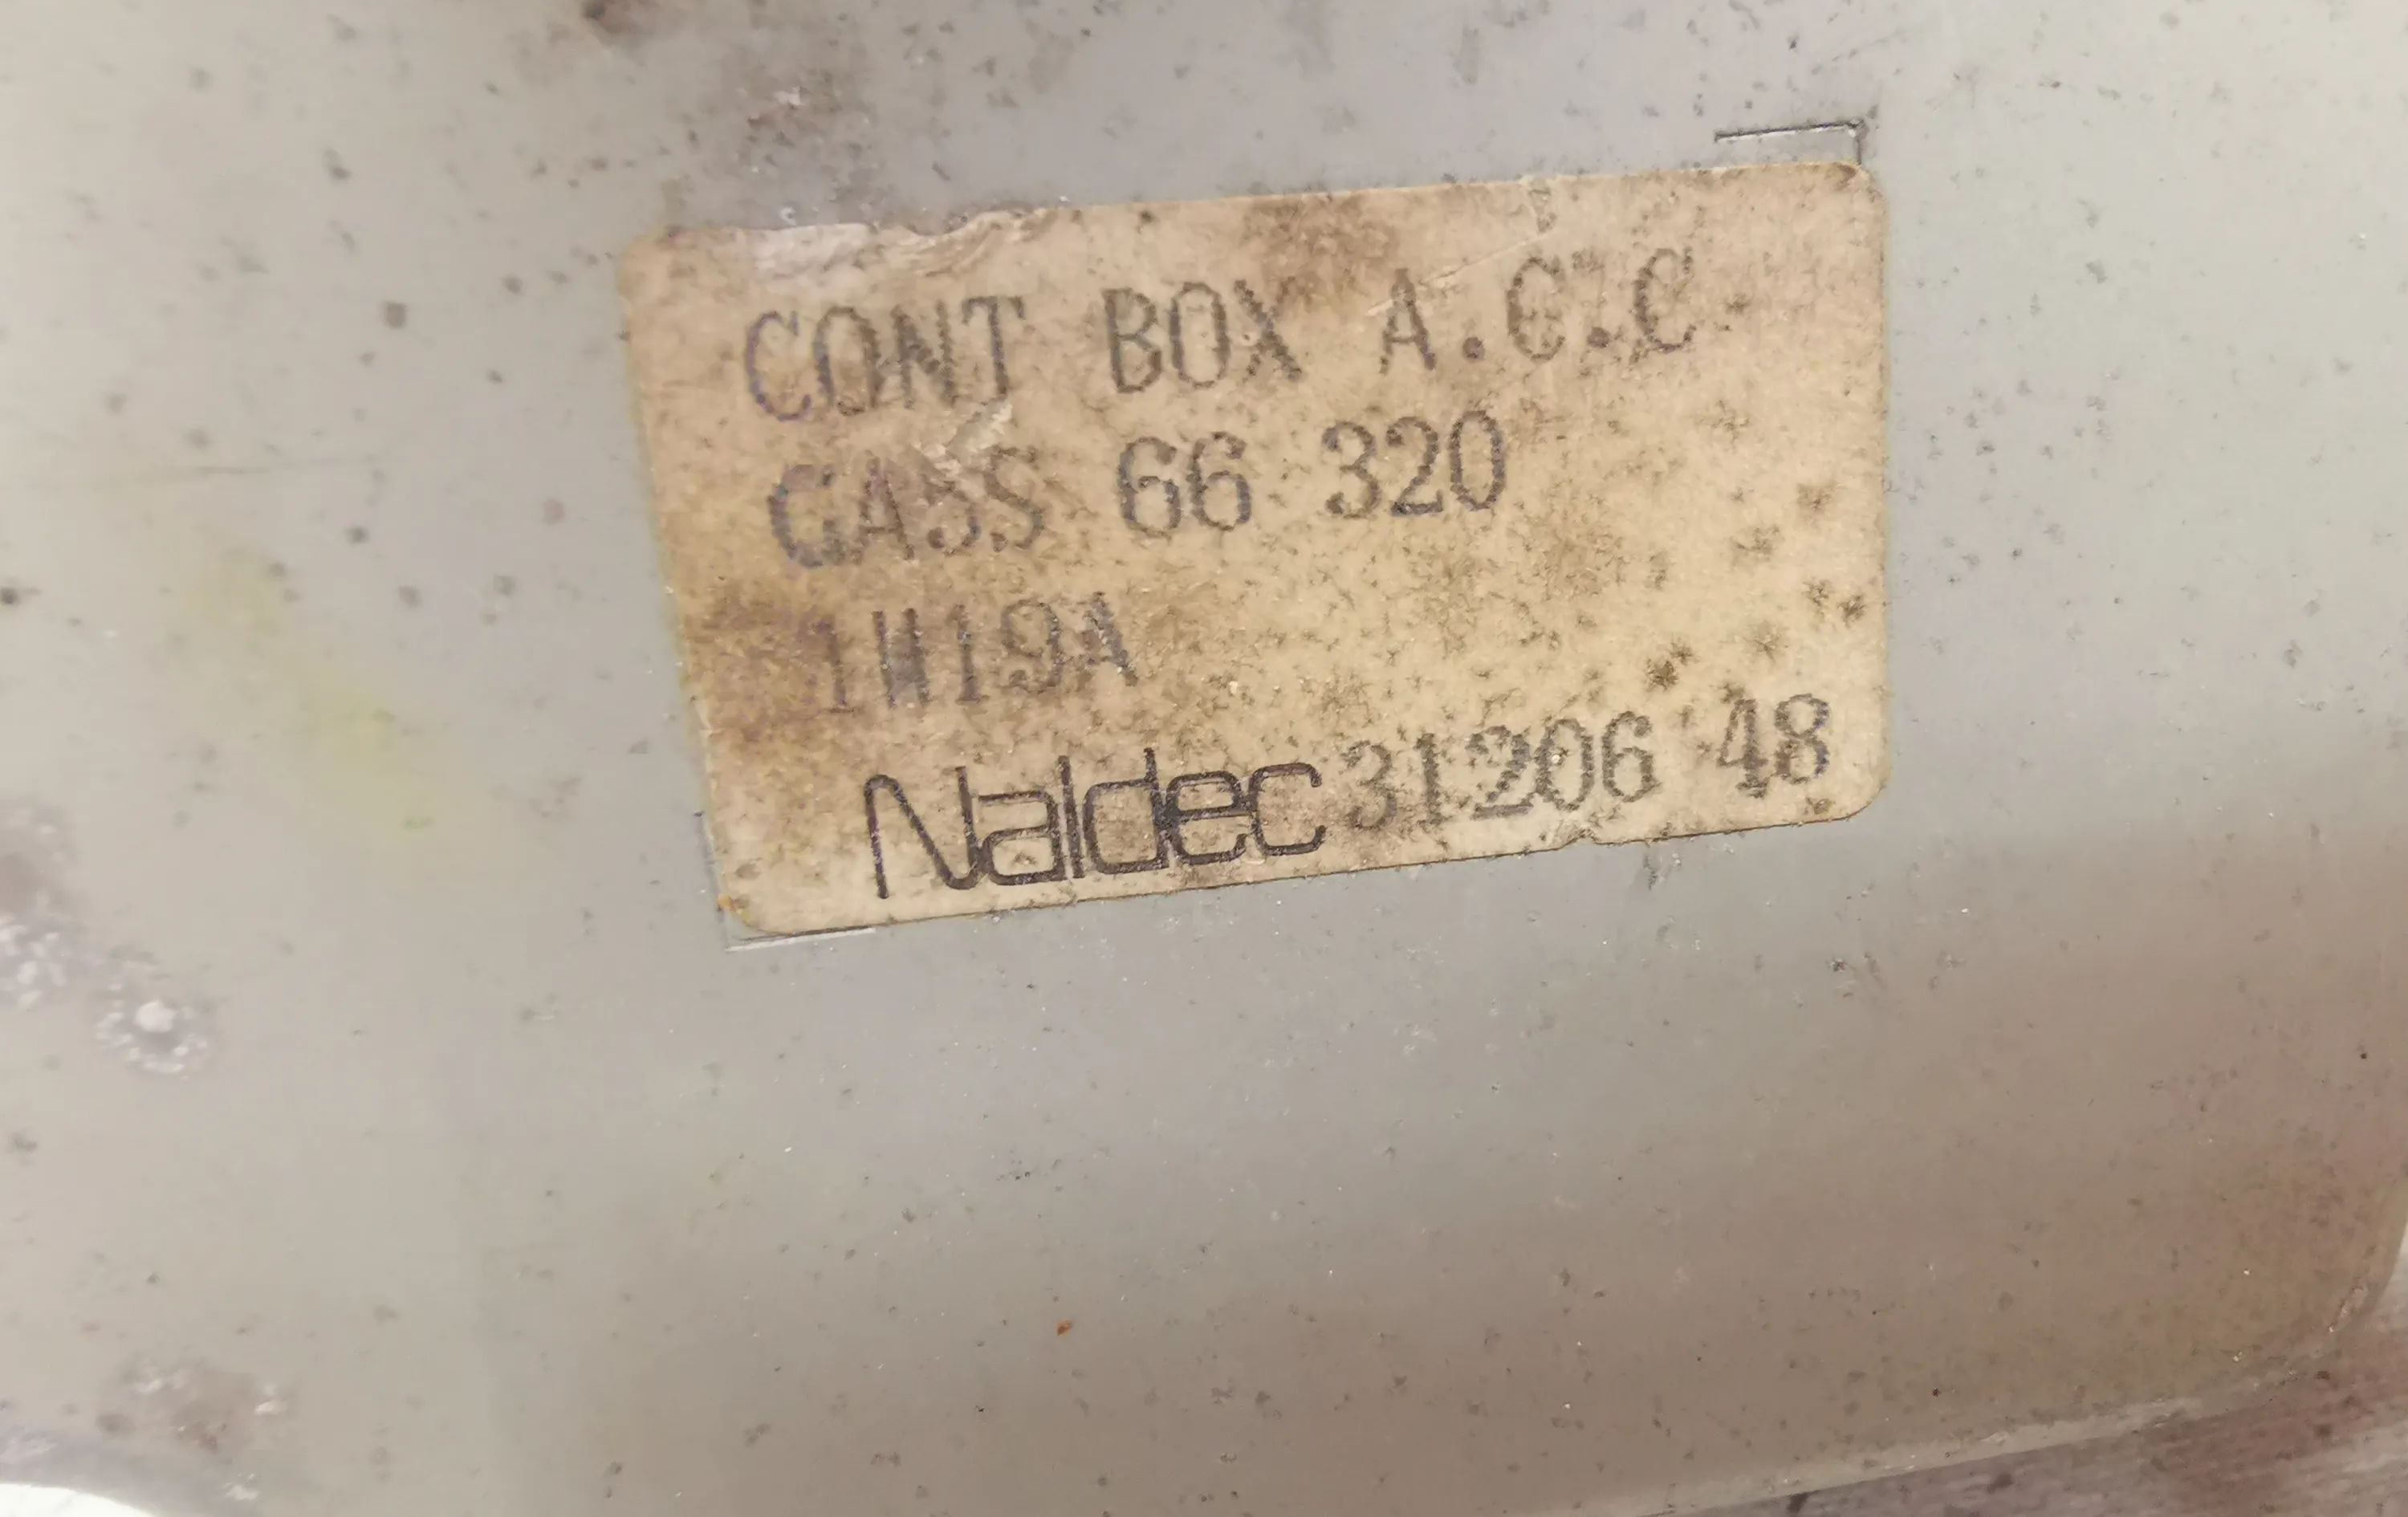 CONT BOX A.C.C
GA5S 66 320
1W19A
Naldec 31206 48